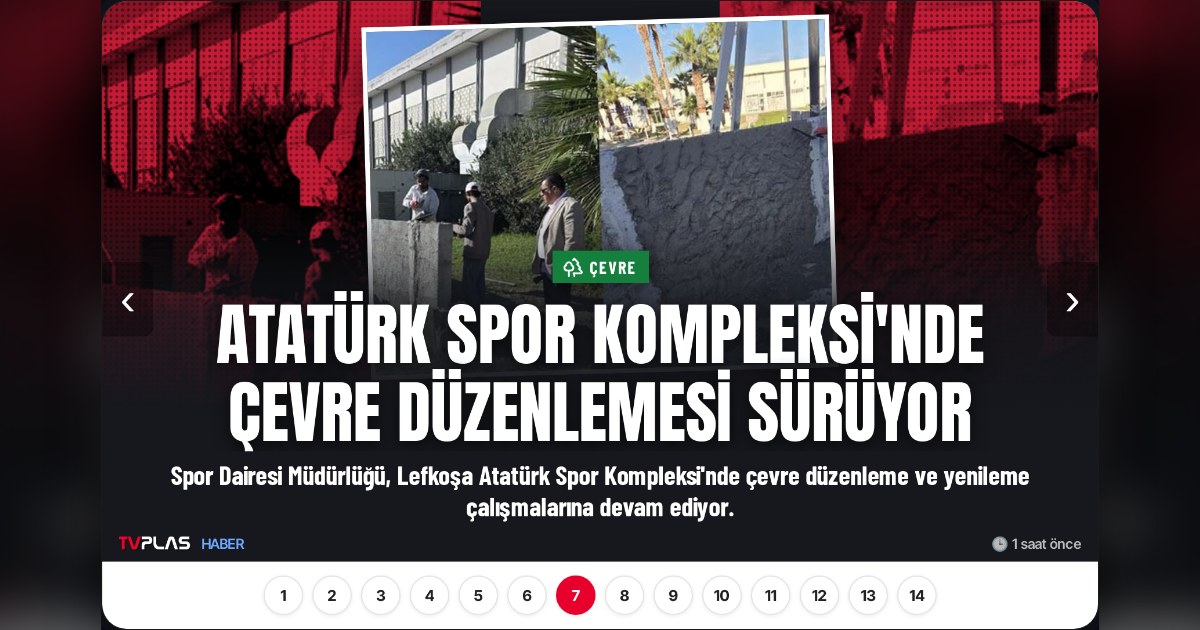 ÇEVRE
ATATÜRK SPOR KOMPLEKSİ'NDE
ÇEVRE DÜZENLEMESİ SÜRÜYOR
Spor Dairesi Müdürlüğü, Lefkoşa Atatürk Spor Kompleksi'nde çevre düzenleme ve yenileme
çalışmalarına devam ediyor.
TVPLAS HABER
1 saat önce
1 2 3 4 5 6 7 8 9 10 11 12 13 14